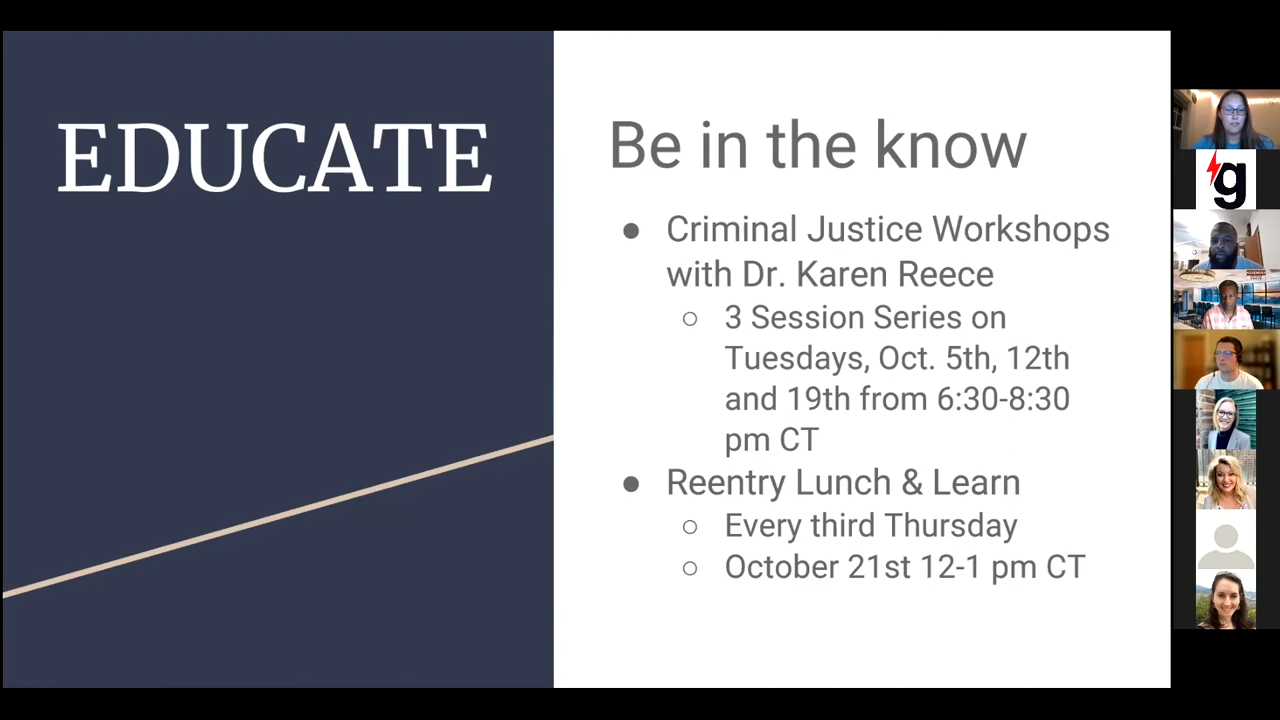 EDUCATE
Be in the know
● Criminal Justice Workshops
with Dr. Karen Reece
○ 3 Session Series on
Tuesdays, Oct. 5th, 12th
and 19th from 6:30-8:30
pm CT
● Reentry Lunch & Learn
○ Every third Thursday
○ October 21st 12-1 pm CT
g